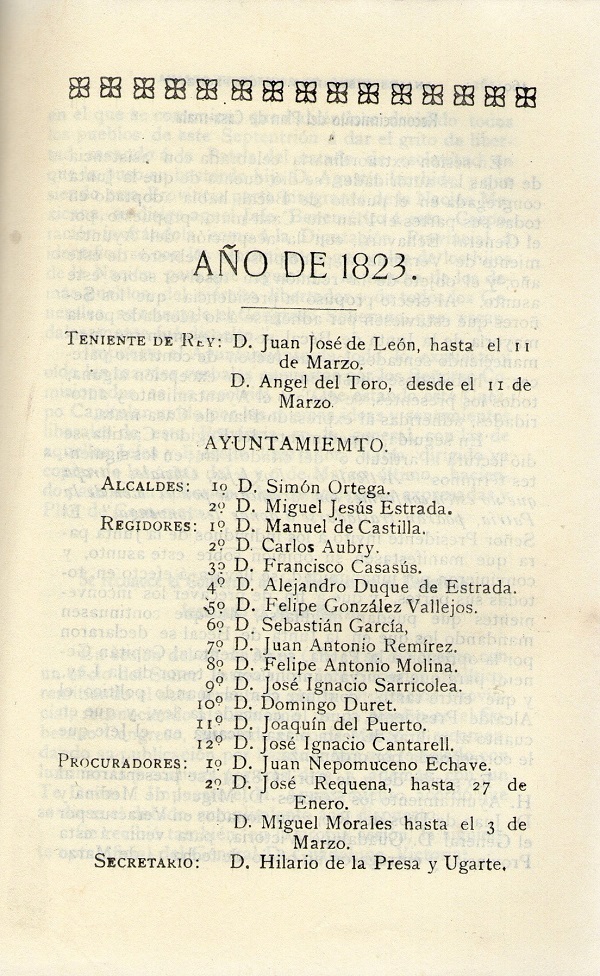 AÑO DE 1823.
TENIENTE DE REY: D. Juan José de León, hasta el 11
de Marzo.
D. Angel del Toro, desde el 11 de
Marzo
AYUNTAMIEMTO.
ALCALDES: 1º D. Simón Ortega.
2º D. Miguel Jesús Estrada.
REGIDORES: 1º D. Manuel de Castilla.
2º D. Carlos Aubry.
3º D. Francisco Casasús.
4º D. Alejandro Duque de Estrada.
5º D. Felipe González Vallejos.
6º D. Sebastián García,
7º D. Juan Antonio Remírez.
8º D. Felipe Antonio Molina.
9º D. José Ignacio Sarricolea.
10º D. Domingo Duret.
11º D. Joaquín del Puerto.
12º D. José Ignacio Cantarell.
PROCURADORES: 1º D. Juan Nepomuceno Echave.
2º D. José Requena, hasta 27 de
Enero.
D. Miguel Morales hasta el 3 de
Marzo.
SECRETARIO: D. Hilario de la Presa y Ugarte.